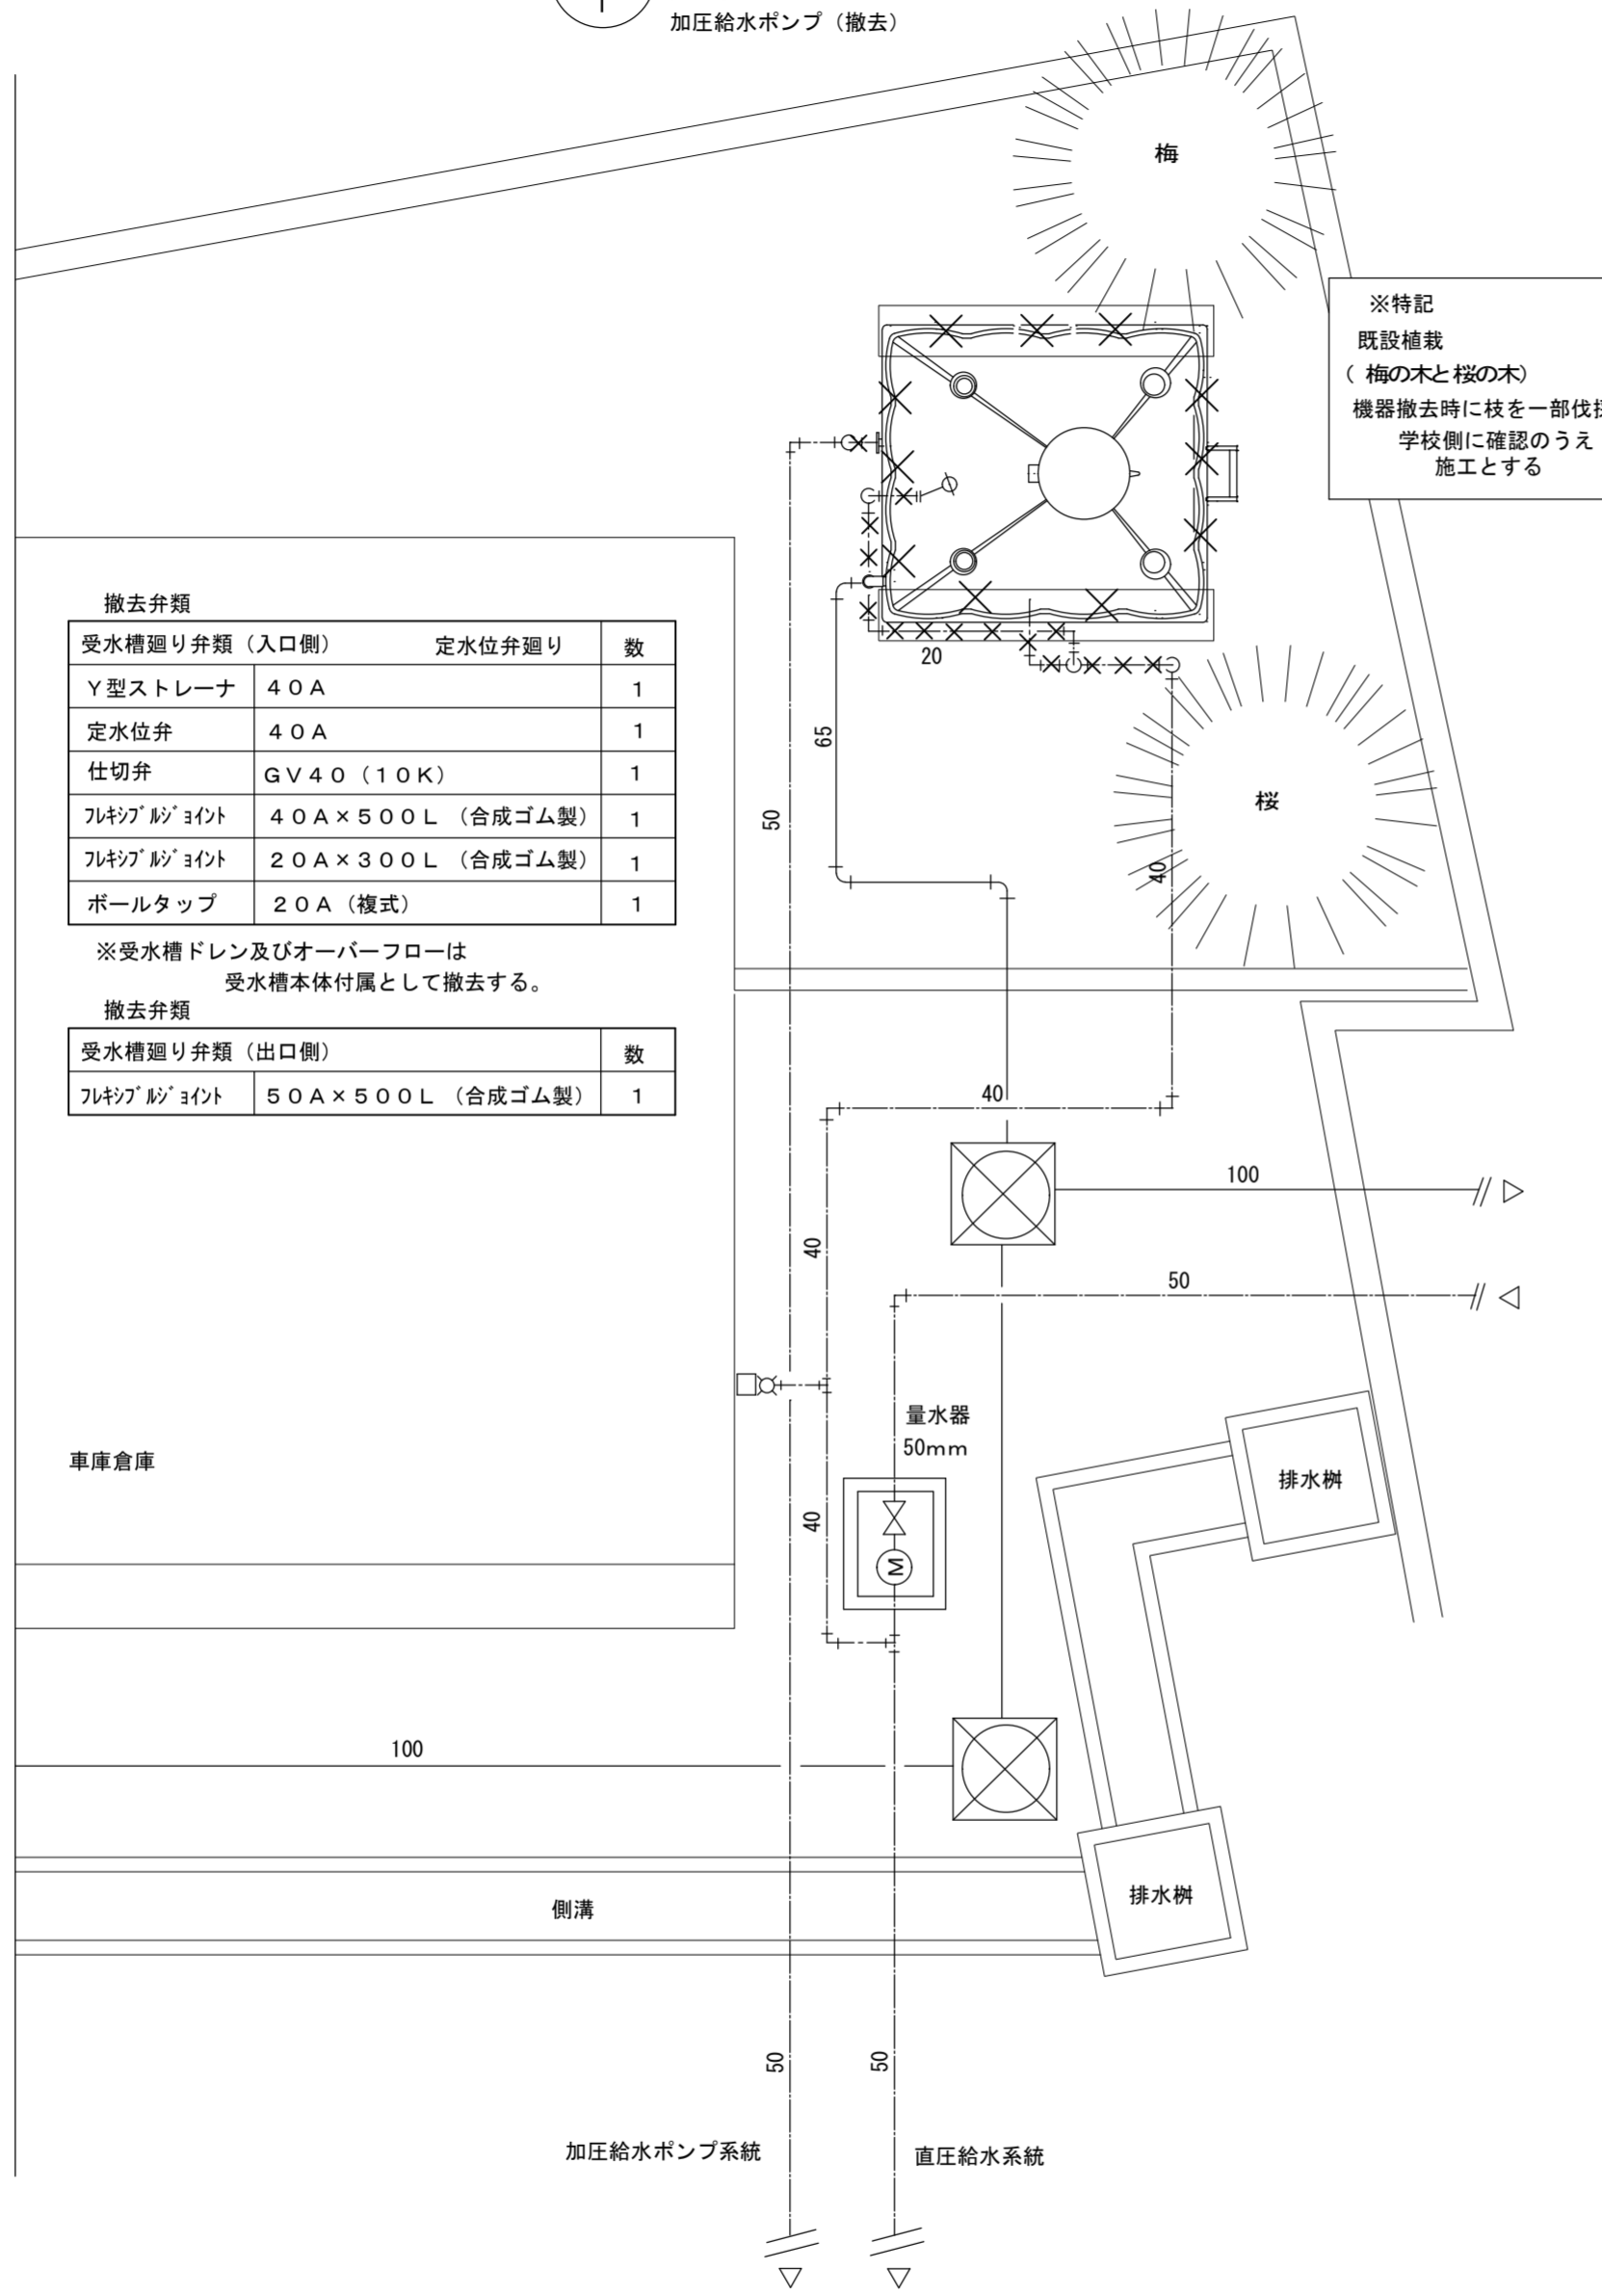 加圧給水ポンプ（撤去）
梅
※特記
既設植栽
（ 梅の木と桜の木）
機器撤去時に枝を一部伐採
学校側に確認のうえ
施工とする
撤去弁類
受水槽廻り弁類（入口側） 定水位弁廻り 数
Ｙ型ストレーナ ４０Ａ 1
定水位弁 ４０Ａ 1
仕切弁 ＧＶ４０（１０Ｋ） 1
ﾌﾚｷｼﾌﾞﾙｼﾞｮｲﾝﾄ ４０Ａ×５００Ｌ （合成ゴム製） 1
ﾌﾚｷｼﾌﾞﾙｼﾞｮｲﾝﾄ ２０Ａ×３００Ｌ （合成ゴム製） 1
ボールタップ ２０Ａ（複式） 1
※受水槽ドレン及びオーバーフローは
受水槽本体付属として撤去する。
撤去弁類
受水槽廻り弁類（出口側） 数
ﾌﾚｷｼﾌﾞﾙｼﾞｮｲﾝﾄ ５０Ａ×５００Ｌ （合成ゴム製） 1
20
65
50
桜
40
40
100
40
50
量水器
50mm
車庫倉庫
排水桝
40
M
100
排水桝
側溝
50
50
加圧給水ポンプ系統
直圧給水系統